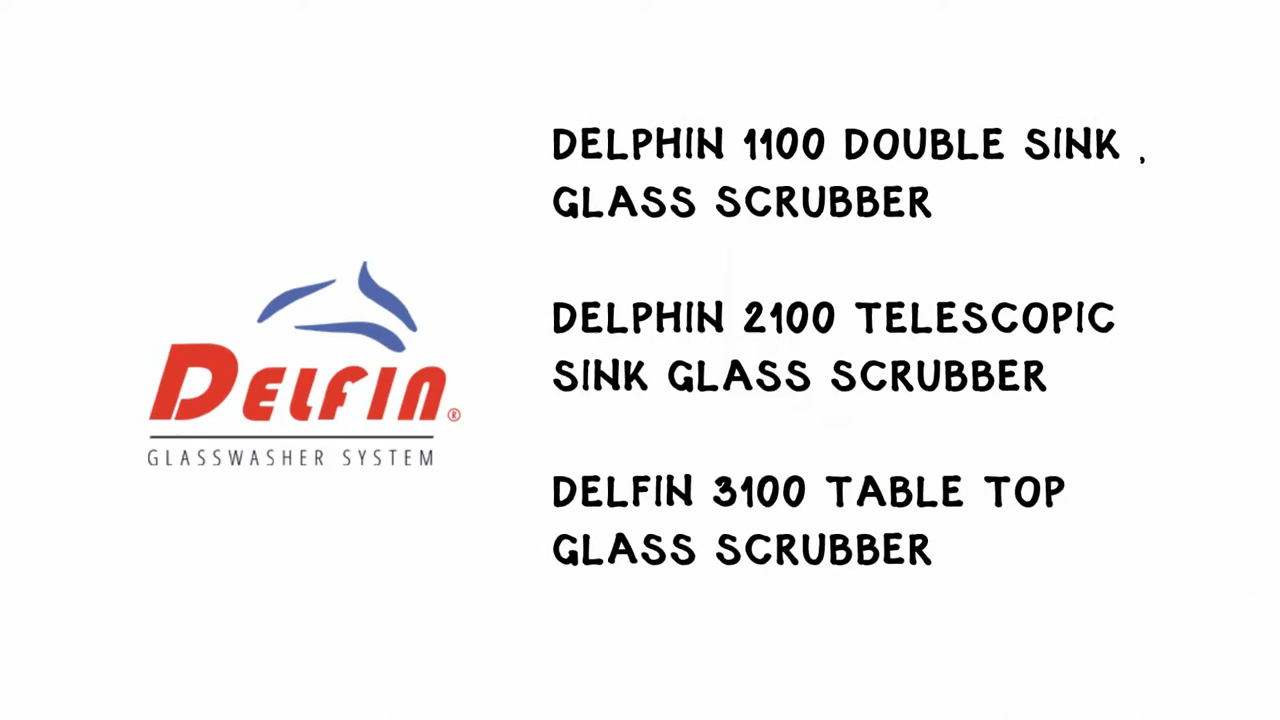 DELFIN®
GLASSWASHER SYSTEM
DELPHIN 1100 DOUBLE SINK ,
GLASS SCRUBBER
DELPHIN 2100 TELESCOPIC
SINK GLASS SCRUBBER
DELFIN 3100 TABLE TOP
GLASS SCRUBBER